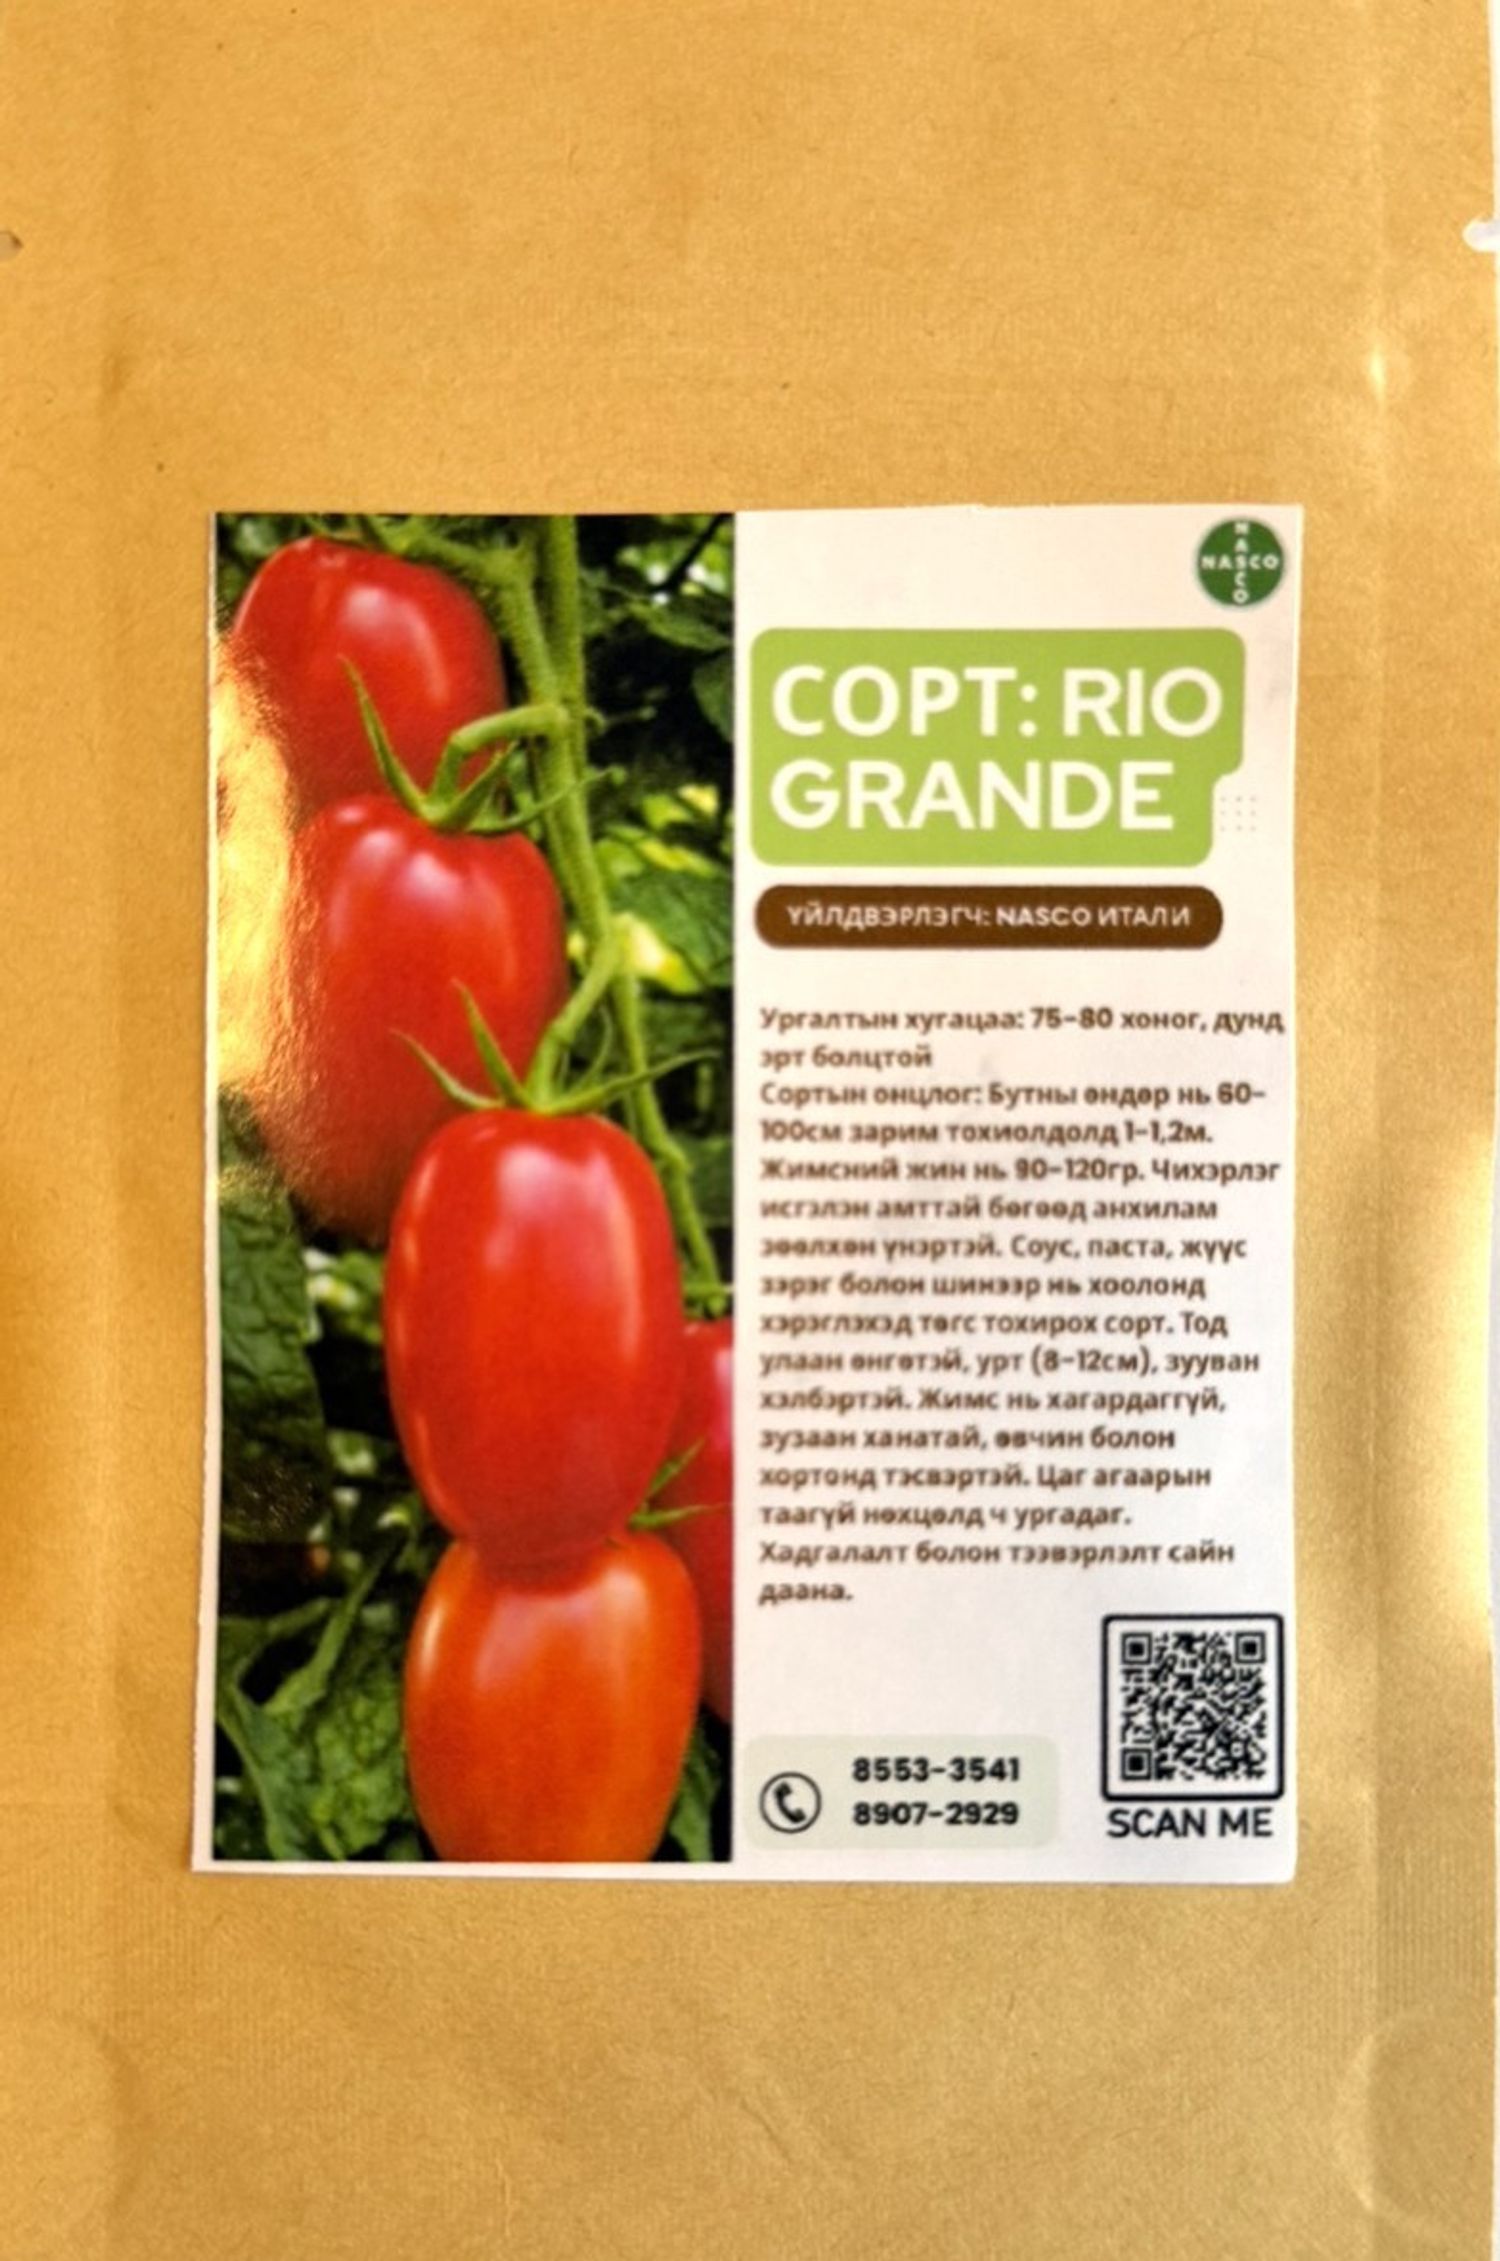 NASCO
NASCO
СОРТ: RIO
GRANDE
ҮЙЛДВЭРЛЭГЧ: NASCO ИТАЛИ
Ургалтын хугацаа: 75-80 хоног, дунд
эрт болцтой
Сортын онцлог: Бутны өндөр нь 60-
100см зарим тохиолдолд 1-1,2м.
Жимсний жин нь 90-120гр. Чихэрлэг
исгэлэн амттай бөгөөд анхилам
зөөлхөн үнэртэй. Соус, паста, жүүс
зэрэг болон шинээр нь хоолонд
хэрэглэхэд төгс тохирох сорт. Тод
улаан өнгөтэй, урт (8-12см), зууван
хэлбэртэй. Жимс нь хагардаггүй,
зузаан ханатай, өвчин болон
хортонд тэсвэртэй. Цаг агаарын
таагүй нөхцөлд ч ургадаг.
Хадгалалт болон тээвэрлэлт сайн
даана.
8553-3541
8907-2929
SCAN ME